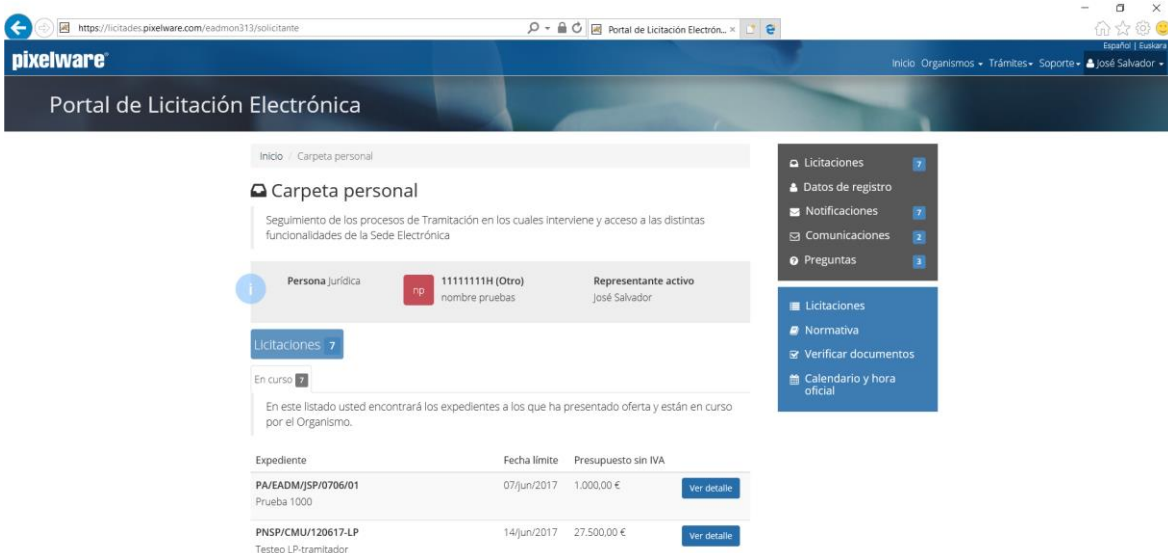 https://licitades.pixelware.com/eadmon313/solicitante
Portal de Licitación Electrón...
Español | Euskara
pixelware
Inicio Organismos Trámites Soporte José Salvador
Portal de Licitación Electrónica
Inicio / Carpeta personal
Carpeta personal
Seguimiento de los procesos de Tramitación en los cuales interviene y acceso a las distintas
funcionalidades de la Sede Electrónica
i
Persona Jurídica
np
11111111H (Otro)
nombre pruebas
Representante activo
José Salvador
Licitaciones 7
En curso 7
En este listado usted encontrará los expedientes a los que ha presentado oferta y están en curso
por el Organismo.
Expediente Fecha límite Presupuesto sin IVA
PA/EADM/JSP/0706/01 07/jun/2017 1.000,00 € Ver detalle
Prueba 1000
PNSP/CMU/120617-LP 14/jun/2017 27.500,00 € Ver detalle
Testeo LP-tramitador
Licitaciones 7
Datos de registro
Notificaciones 7
Comunicaciones 2
Preguntas 3
Licitaciones
Normativa
Verificar documentos
Calendario y hora
oficial